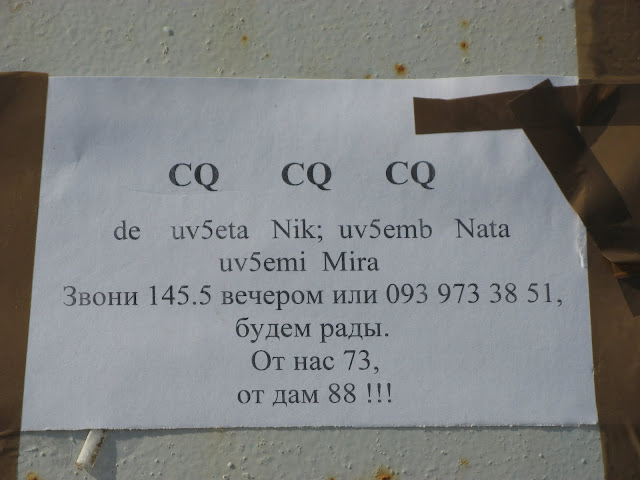 CQ CQ CQ
de uv5eta Nik; uv5emb Nata
uv5emi Mira
Звони 145.5 вечером или 093 973 38 51,
будем рады.
От нас 73,
от дам 88 !!!